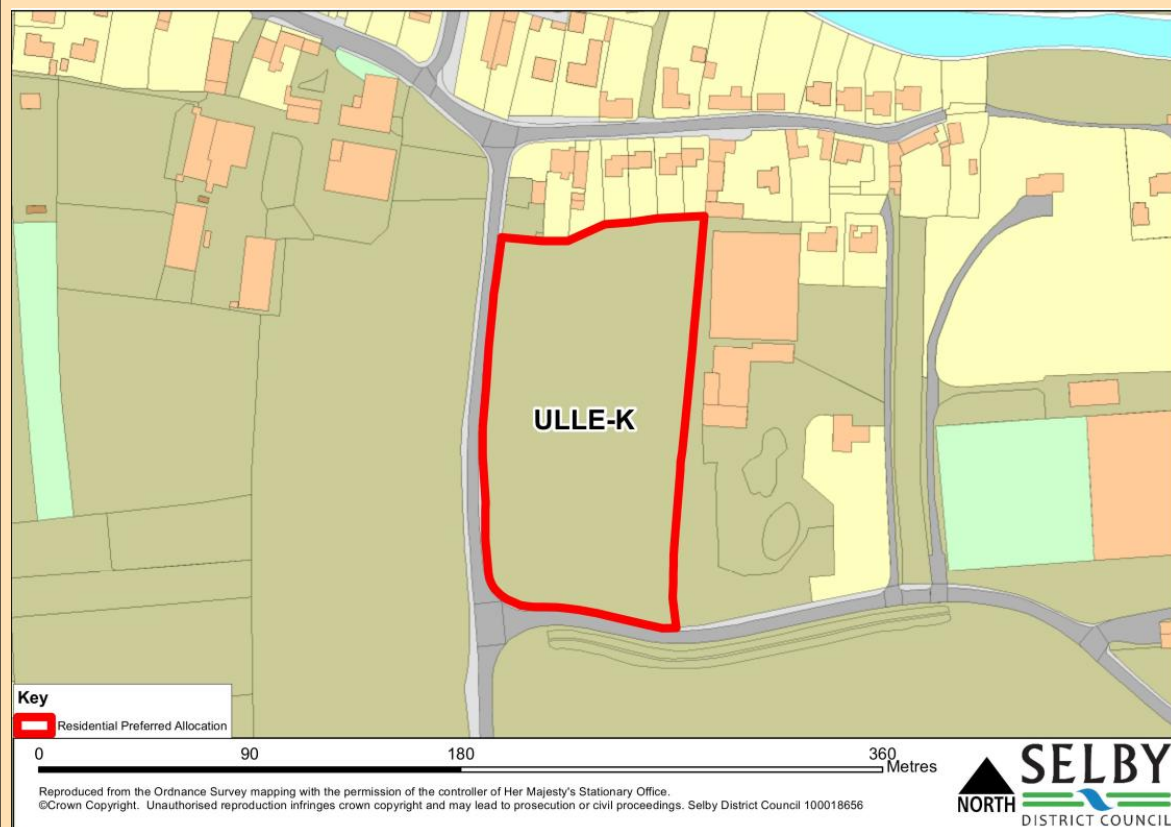 ULLE-K
Key
Residential Preferred Allocation
0 90 180 360
Metres
Reproduced from the Ordnance Survey mapping with the permission of the controller of Her Majesty's Stationary Office.
©Crown Copyright. Unauthorised reproduction infringes crown copyright and may lead to prosecution or civil proceedings. Selby District Council 100018656
NORTH
SELBY
DISTRICT COUNCIL